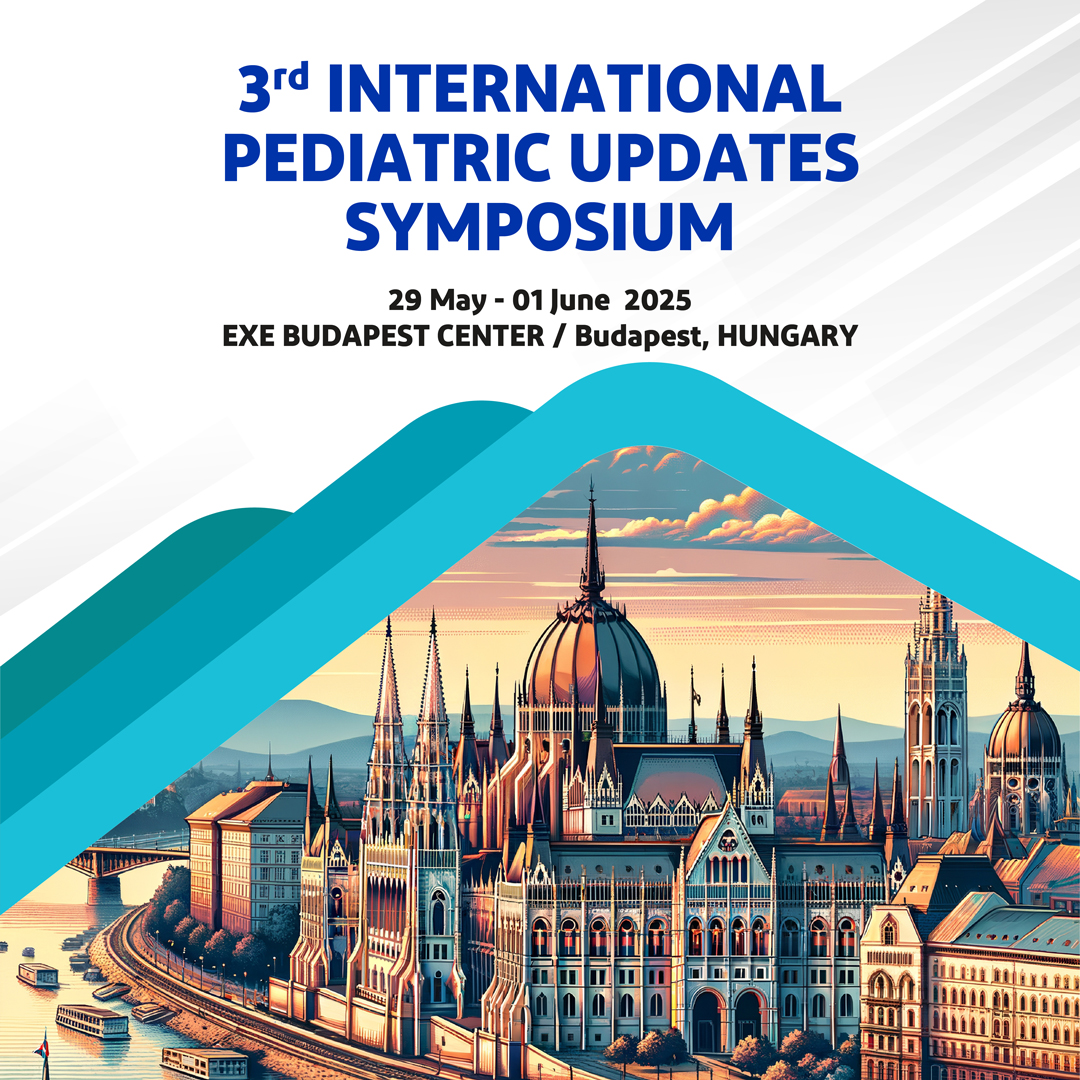 3rd INTERNATIONAL
PEDIATRIC UPDATES
SYMPOSIUM
29 May - 01 June 2025
EXE BUDAPEST CENTER / Budapest, HUNGARY